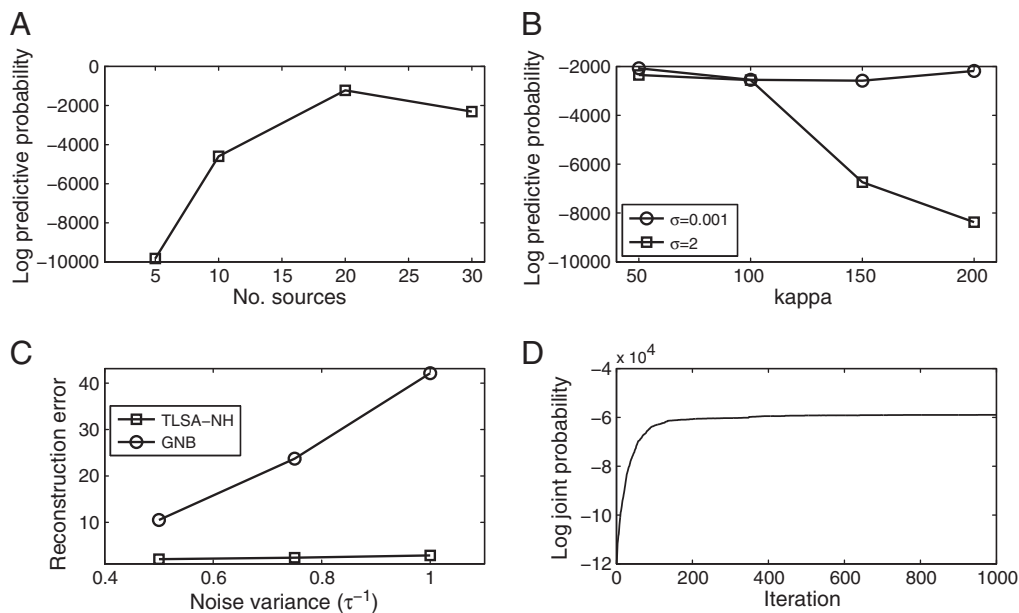 A
Log predictive probability
0
−2000
−4000
−6000
−8000
−10000
5
10
15
20
25
30
No. sources
B
Log predictive probability
−2000
−4000
−6000
−8000
−10000
σ=0.001
σ=2
50
100
150
200
kappa
C
Reconstruction error
40
30
20
10
TLSA−NH
GNB
0.4
0.6
0.8
1
Noise variance (τ⁻¹)
D
x 10⁴
Log joint probability
−4
−6
−8
−10
−12
0
200
400
600
800
1000
Iteration